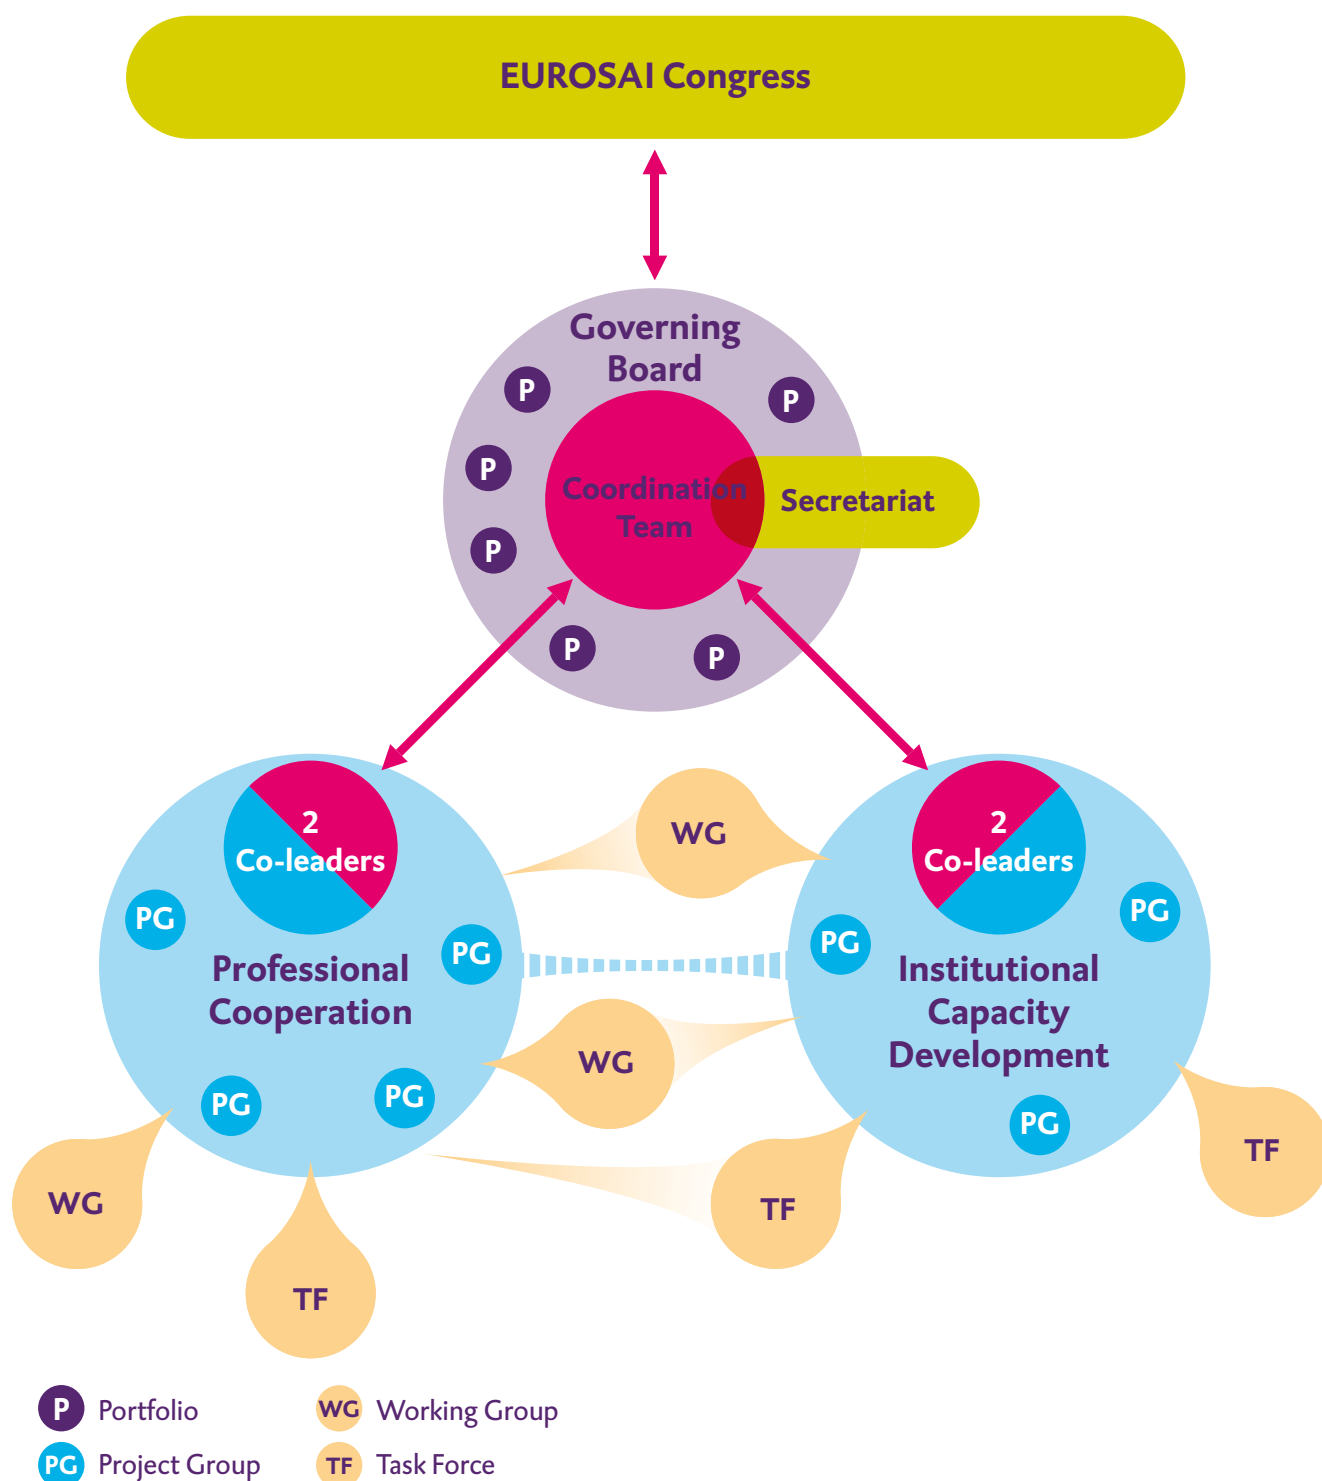 EUROSAI Congress
Governing
Board
P
P
P
P
P
P
Coordination
Team
Secretariat
2
Co-leaders
2
Co-leaders
WG
PG
PG
PG
PG
Professional
Cooperation
Institutional
Capacity
Development
WG
PG
PG
PG
WG
TF
TF
TF
P Portfolio
WG Working Group
PG Project Group
TF Task Force